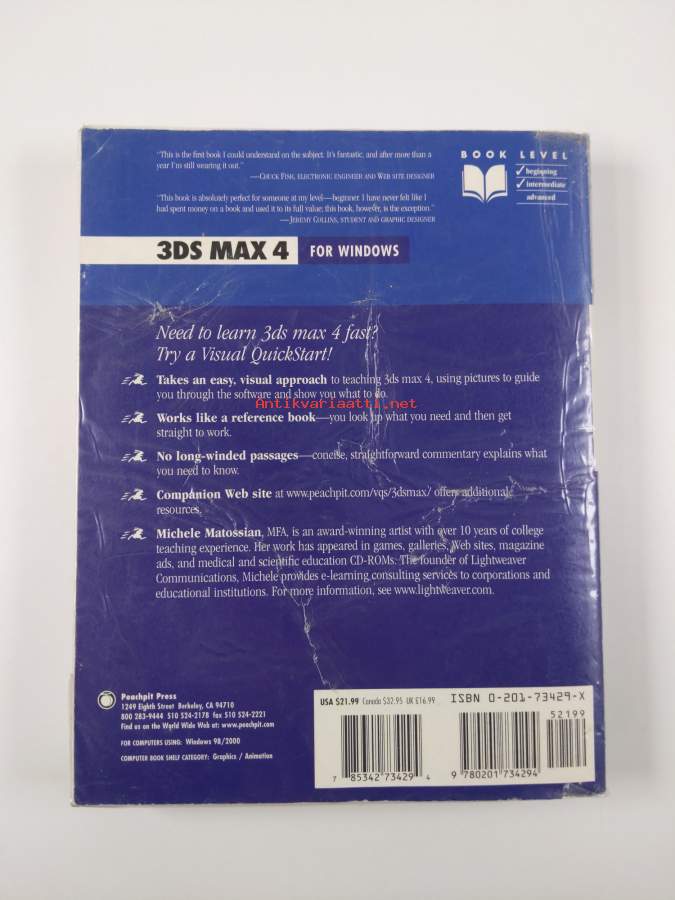 "This is the first book I could understand on the subject. It's fantastic, and after more than a
year I'm still wearing it out."
—CHUCK FINK, ELECTRONIC ENGINEER AND WEB SITE DESIGNER
"This book is absolutely perfect for someone at my level—beginner. I have never felt like I
had spent money on a book and used it to its full value; this book, however, is the exception."
—JEREMY COLLINS, STUDENT AND GRAPHIC DESIGNER
BOOK LEVEL
✓beginning
✓intermediate
advanced
3DS MAX 4 FOR WINDOWS
Need to learn 3ds max 4 fast?
Try a Visual QuickStart!
Takes an easy, visual approach to teaching 3ds max 4, using pictures to guide
you through the software and show you what to do.
Antikvariaatti.net
Works like a reference book—you look up what you need and then get
straight to work.
No long-winded passages—concise, straightforward commentary explains what
you need to know.
Companion Web site at www.peachpit.com/vqs/3dsmax/ offers additional
resources.
Michele Matossian, MFA, is an award-winning artist with over 10 years of college
teaching experience. Her work has appeared in games, galleries, Web sites, magazine
ads, and medical and scientific education CD-ROMs. The founder of Lightweaver
Communications, Michele provides e-learning consulting services to corporations and
educational institutions. For more information, see www.lightweaver.com.
Peachpit Press
1249 Eighth Street Berkeley, CA 94710
800 283-9444 510 524-2178 fax 510 524-2221
Find us on the World Wide Web at: www.peachpit.com
FOR COMPUTERS USING: Windows 98/2000
COMPUTER BOOK SHELF CATEGORY: Graphics / Animation
USA $21.99 Canada $32.95 UK £16.99
ISBN 0-201-73429-X
52199
7 85342 73429 4
9 780201 734294